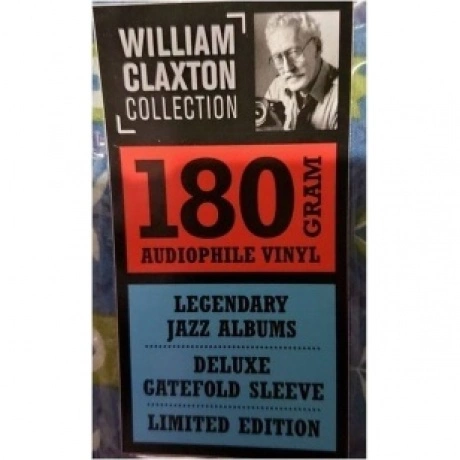 WILLIAM
CLAXTON
COLLECTION
180 GRAM
AUDIOPHILE VINYL
LEGENDARY
JAZZ ALBUMS
DELUXE
GATEFOLD SLEEVE
LIMITED EDITION